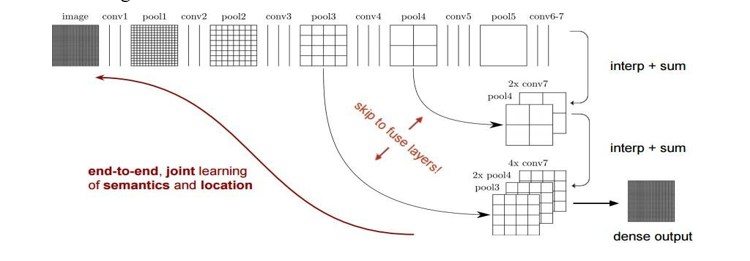 image conv1 pool1 conv2 pool2 conv3 pool3 conv4 pool4 conv5 pool5 conv6-7
interp + sum
2x conv7
pool4
skip to fuse layers!
interp + sum
end-to-end, joint learning
of semantics and location
4x conv7
2x pool4
pool3
dense output